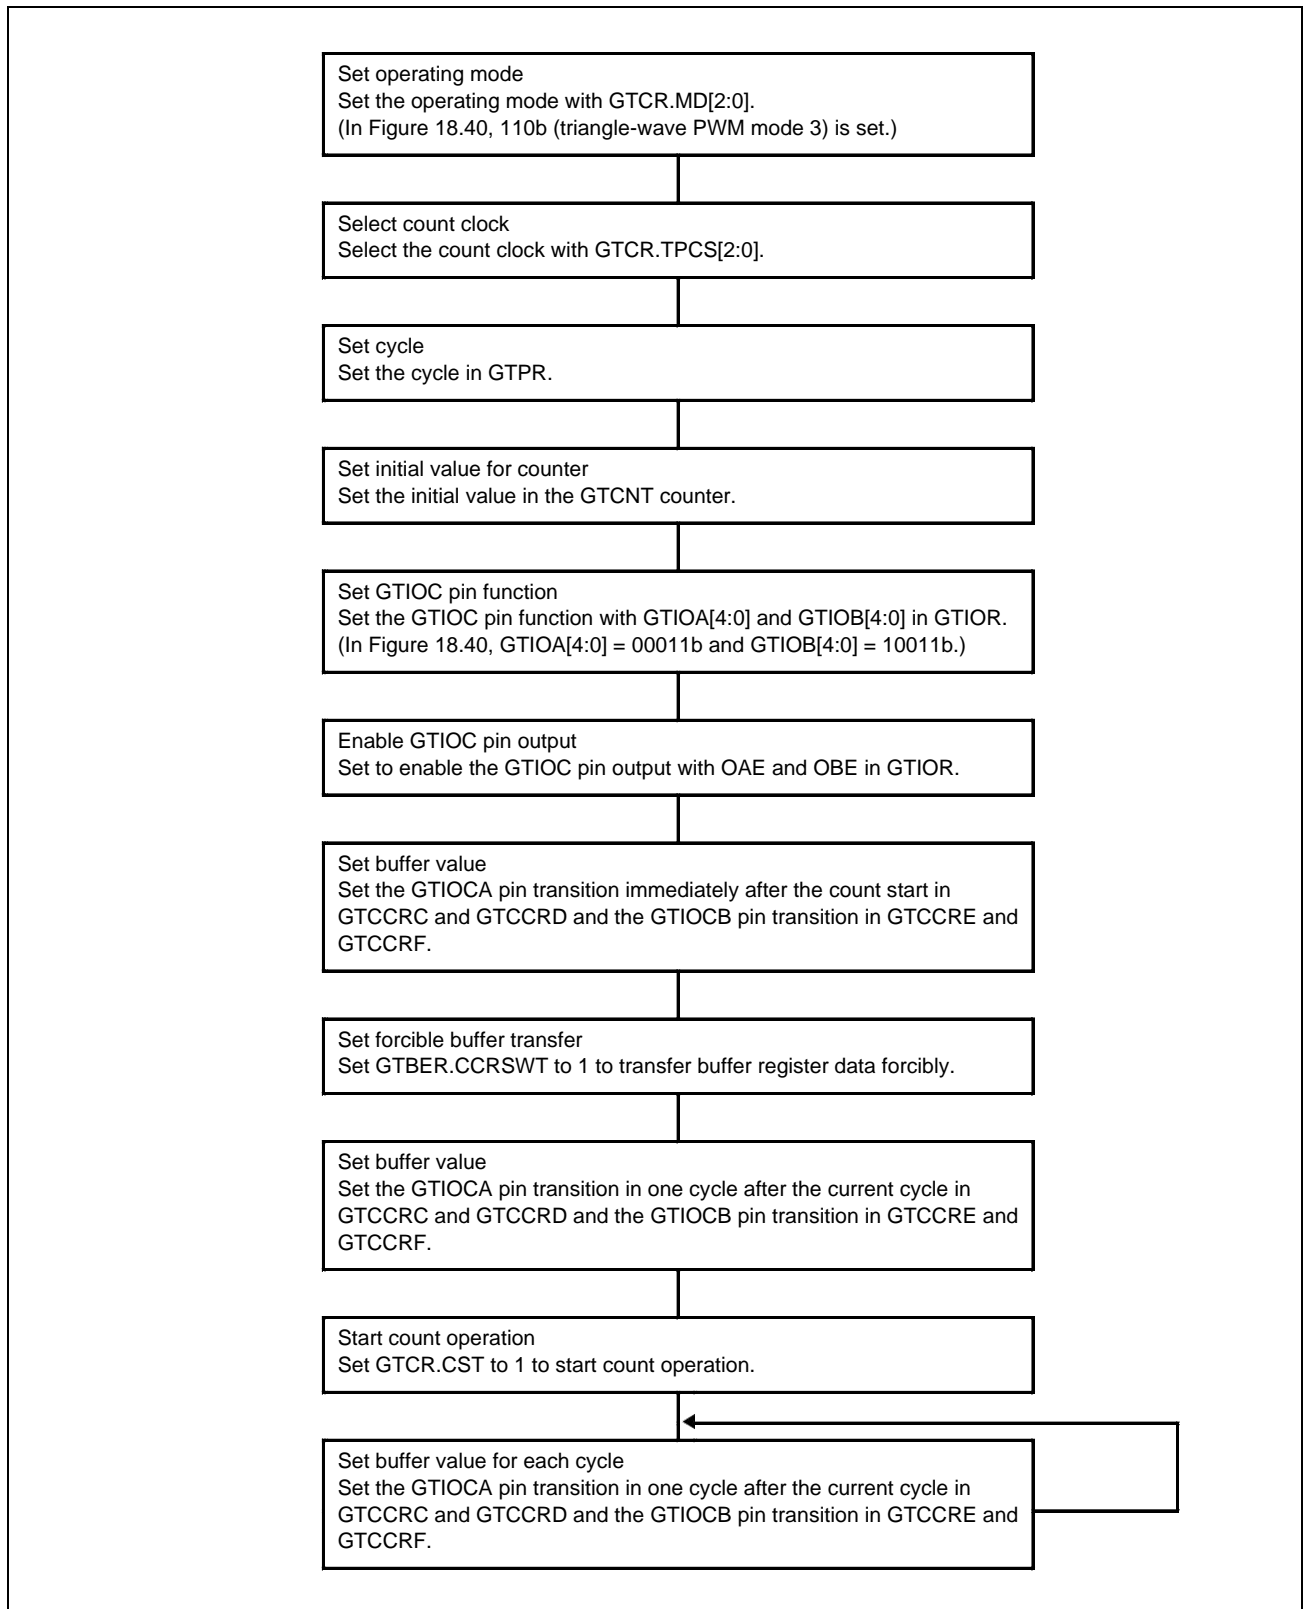 Set operating mode
Set the operating mode with GTCR.MD[2:0].
(In Figure 18.40, 110b (triangle-wave PWM mode 3) is set.)
Select count clock
Select the count clock with GTCR.TPCS[2:0].
Set cycle
Set the cycle in GTPR.
Set initial value for counter
Set the initial value in the GTCNT counter.
Set GTIOC pin function
Set the GTIOC pin function with GTIOA[4:0] and GTIOB[4:0] in GTIOR.
(In Figure 18.40, GTIOA[4:0] = 00011b and GTIOB[4:0] = 10011b.)
Enable GTIOC pin output
Set to enable the GTIOC pin output with OAE and OBE in GTIOR.
Set buffer value
Set the GTIOCA pin transition immediately after the count start in
GTCCRC and GTCCRD and the GTIOCB pin transition in GTCCRE and
GTCCRF.
Set forcible buffer transfer
Set GTBER.CCRSWT to 1 to transfer buffer register data forcibly.
Set buffer value
Set the GTIOCA pin transition in one cycle after the current cycle in
GTCCRC and GTCCRD and the GTIOCB pin transition in GTCCRE and
GTCCRF.
Start count operation
Set GTCR.CST to 1 to start count operation.
Set buffer value for each cycle
Set the GTIOCA pin transition in one cycle after the current cycle in
GTCCRC and GTCCRD and the GTIOCB pin transition in GTCCRE and
GTCCRF.